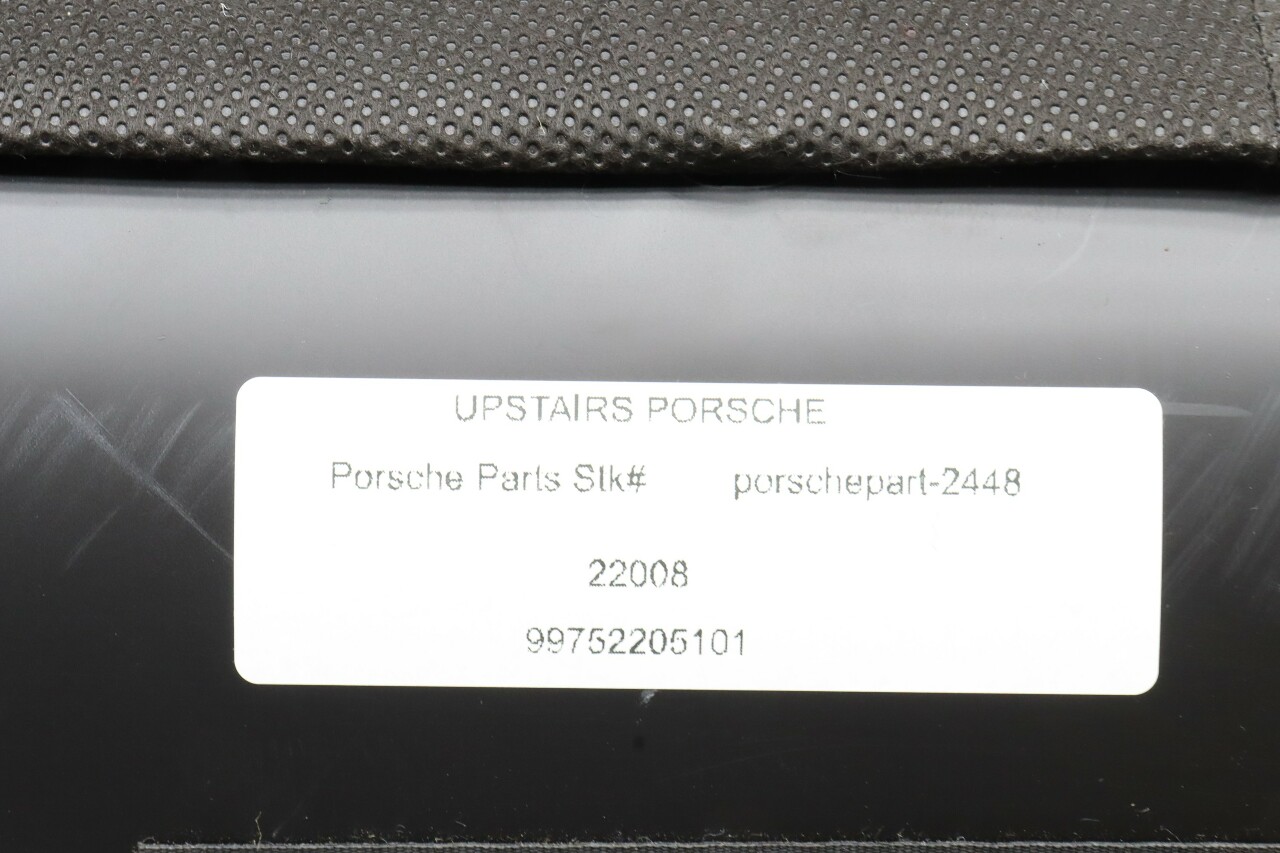 UPSTAIRS PORSCHE
Porsche Parts Stk# porschepart-2448
22008
99752205101